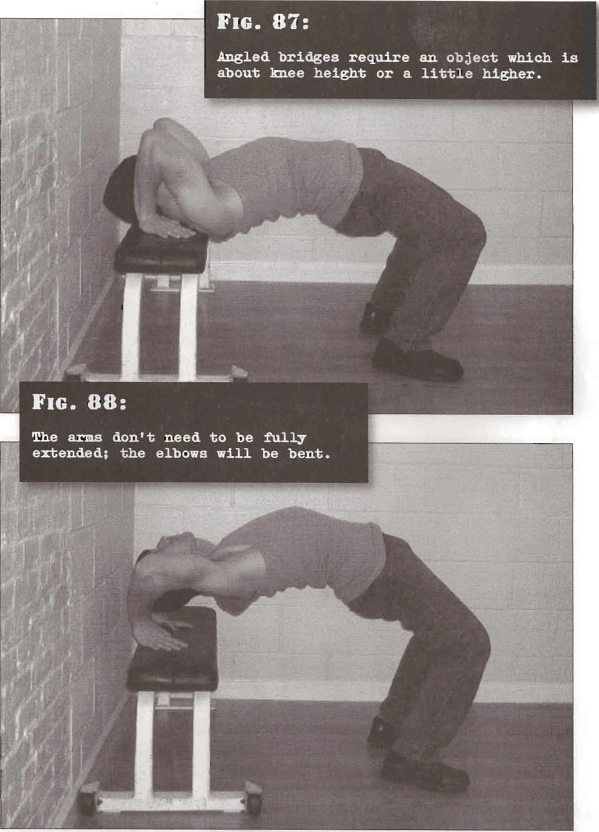 FIG. 87:
Angled bridges require an object which is
about knee height or a little higher.
FIG. 88:
The arms don't need to be fully
extended; the elbows will be bent.